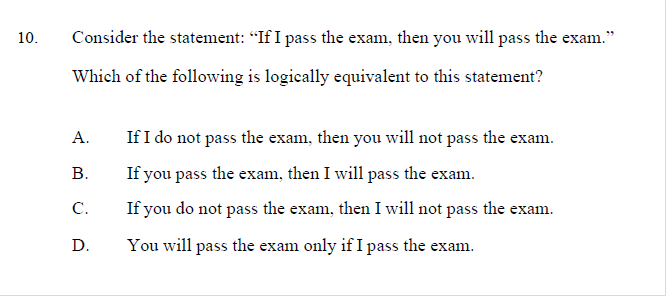 10. Consider the statement: “If I pass the exam, then you will pass the exam.”
Which of the following is logically equivalent to this statement?
A. If I do not pass the exam, then you will not pass the exam.
B. If you pass the exam, then I will pass the exam.
C. If you do not pass the exam, then I will not pass the exam.
D. You will pass the exam only if I pass the exam.